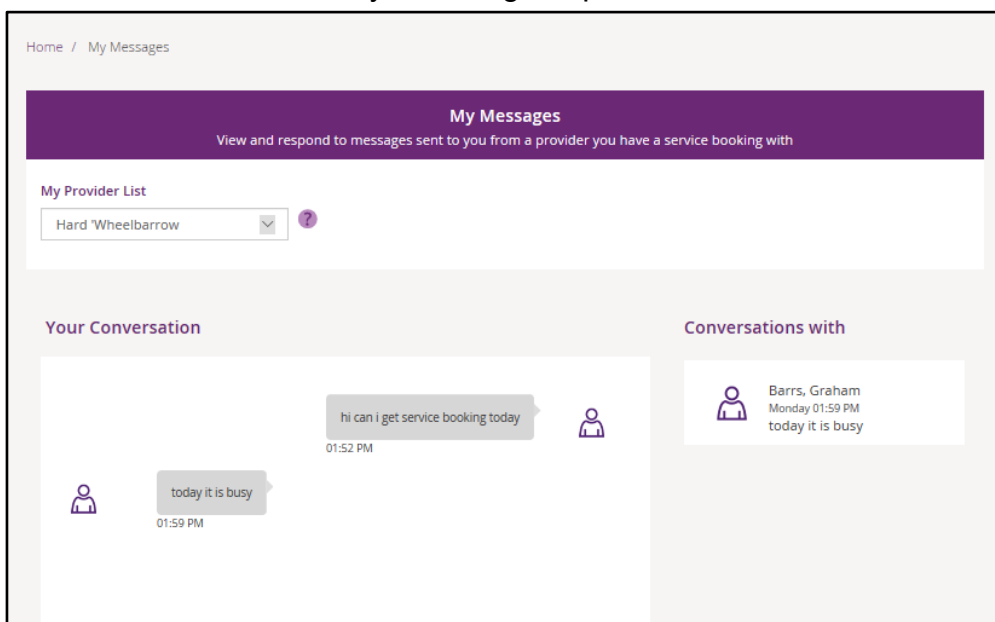 Home / My Messages
My Messages
View and respond to messages sent to you from a provider you have a service booking with
My Provider List
Hard 'Wheelbarrow
?
Your Conversation
hi can i get service booking today
01:52 PM
today it is busy
01:59 PM
Conversations with
Barrs, Graham
Monday 01:59 PM
today it is busy